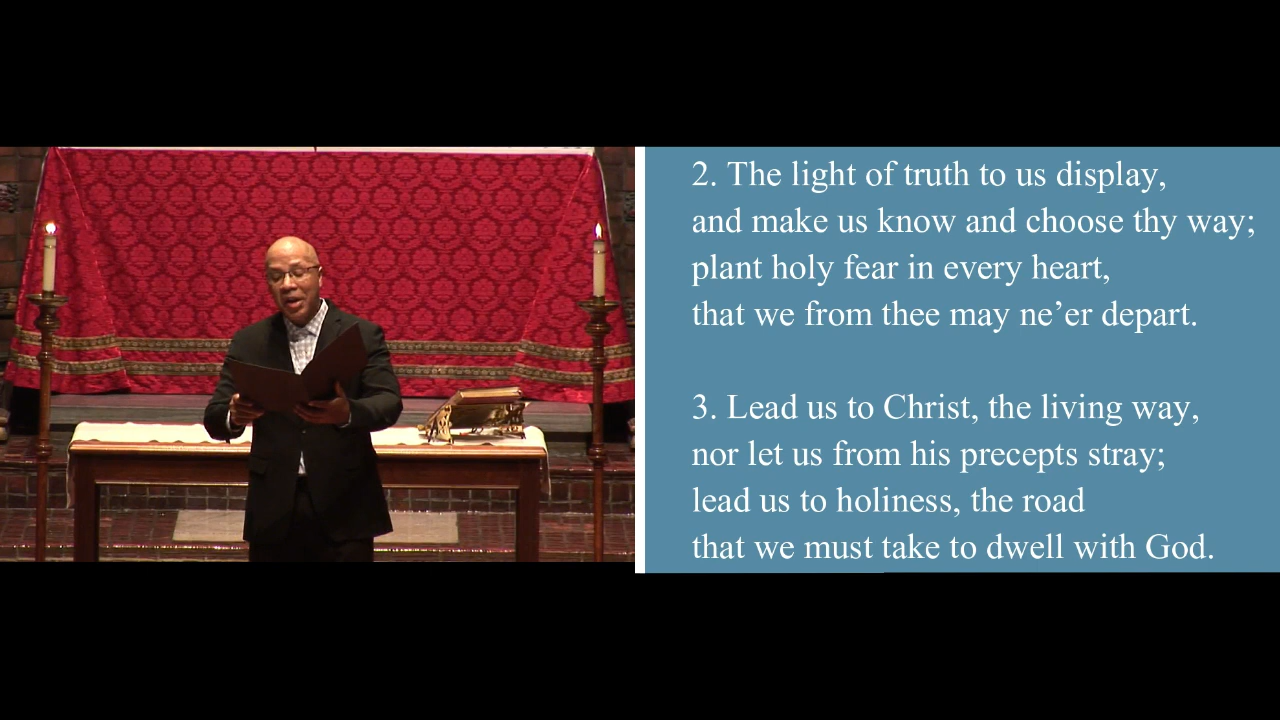 2. The light of truth to us display,
and make us know and choose thy way;
plant holy fear in every heart,
that we from thee may ne’er depart.
3. Lead us to Christ, the living way,
nor let us from his precepts stray;
lead us to holiness, the road
that we must take to dwell with God.